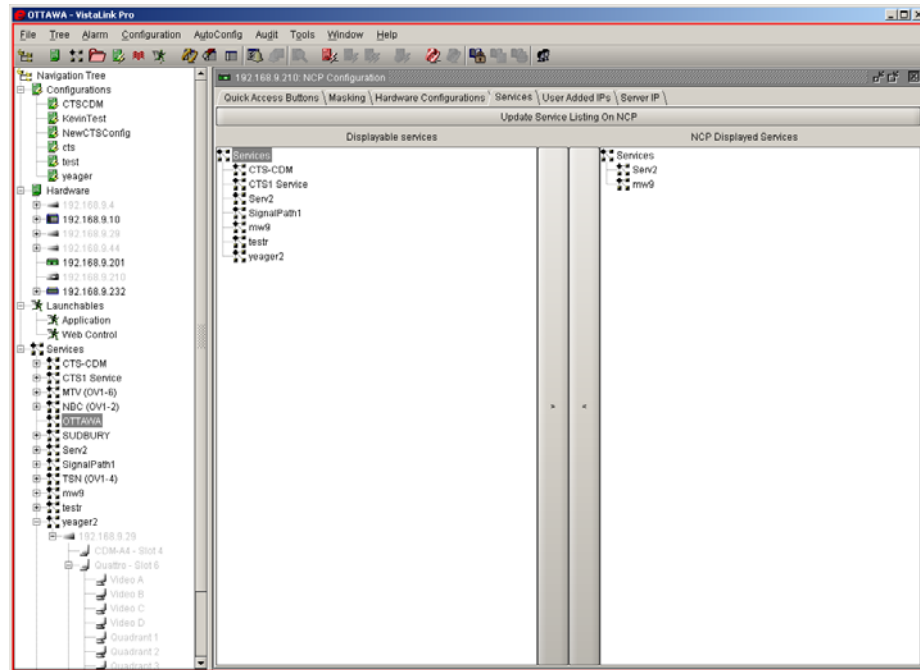 OTTAWA - VistaLink Pro
File Tree Alarm Configuration AutoConfig Audit Tools Window Help
Navigation Tree
Configurations
CTSCDM
KevinTest
NewCTSConfig
cts
test
yeager
Hardware
192.168.9.4
192.168.9.10
192.168.9.29
192.168.9.44
192.168.9.201
192.168.9.210
192.168.9.232
Launchables
Application
Web Control
Services
CTS-CDM
CTS1 Service
MTV (OV1-6)
NBC (OV1-2)
OTTAWA
SUDBURY
Serv2
SignalPath1
TSN (OV1-4)
mw9
testr
yeager2
192.168.9.29
CDM-A4 - Slot 4
Quattro - Slot 6
Video A
Video B
Video C
Video D
Quadrant 1
Quadrant 2
Quadrant 3
192.168.9.210: NCP Configuration
Quick Access Buttons \ Masking \ Hardware Configurations \ Services \ User Added IPs \ Server IP \
Update Service Listing On NCP
Displayable services
Services
CTS-CDM
CTS1 Service
Serv2
SignalPath1
mw9
testr
yeager2
> <
NCP Displayed Services
Services
Serv2
mw9